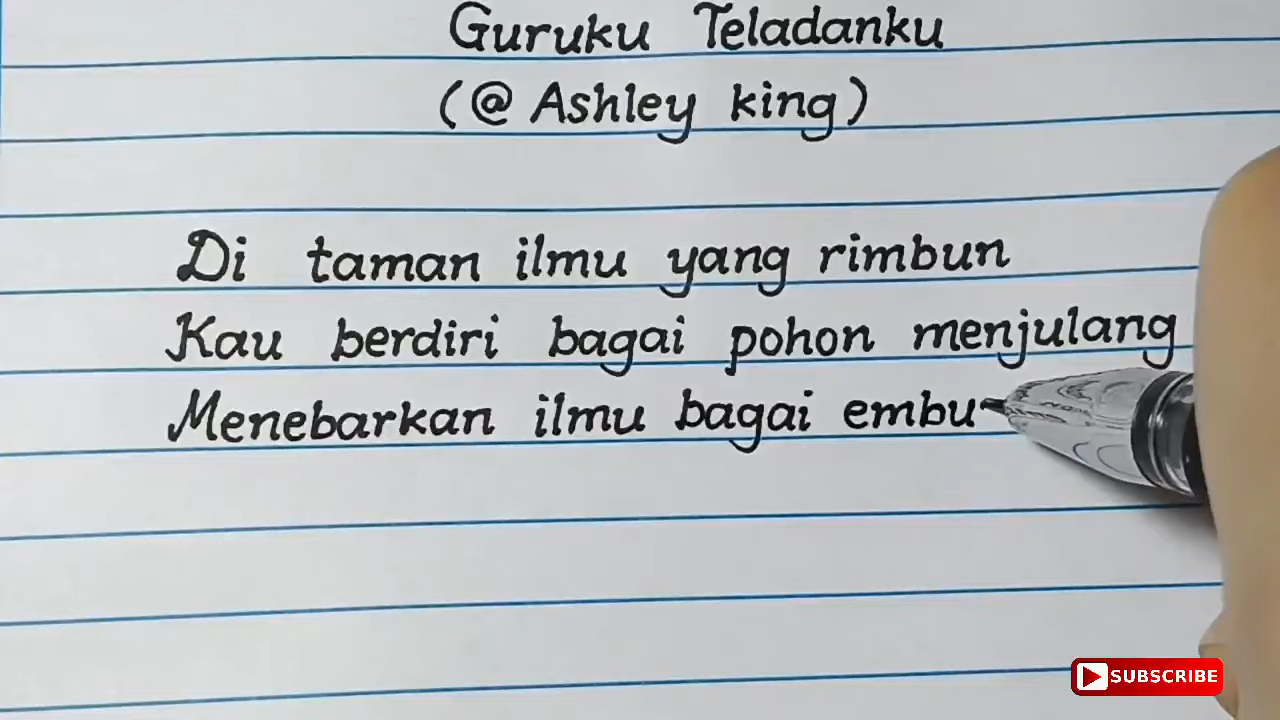 Guruku Teladanku
(@ Ashley king)
Di taman ilmu yang rimbun
Kau berdiri bagai pohon menjulang
Menebarkan ilmu bagai embu
SUBSCRIBE